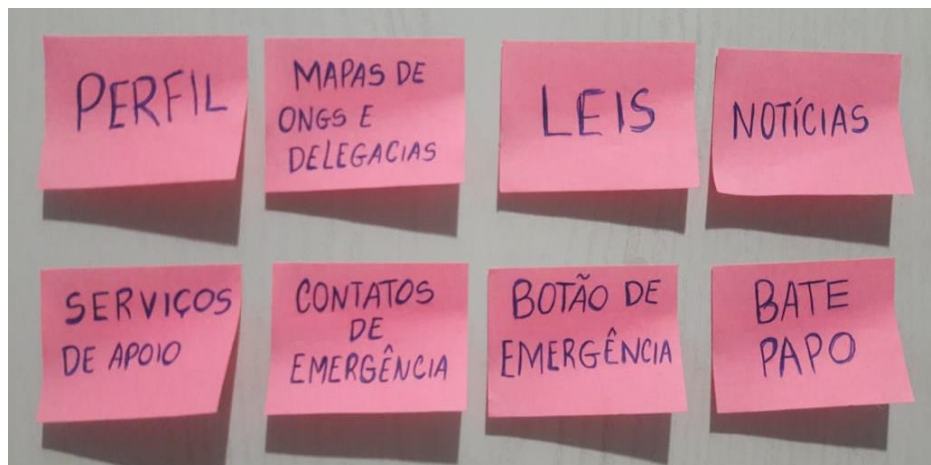 PERFIL
MAPAS DE
ONGS E
DELEGACIAS
LEIS
NOTÍCIAS
SERVIÇOS
DE APOIO
CONTATOS
DE
EMERGÊNCIA
BOTÃO DE
EMERGÊNCIA
BATE
PAPO